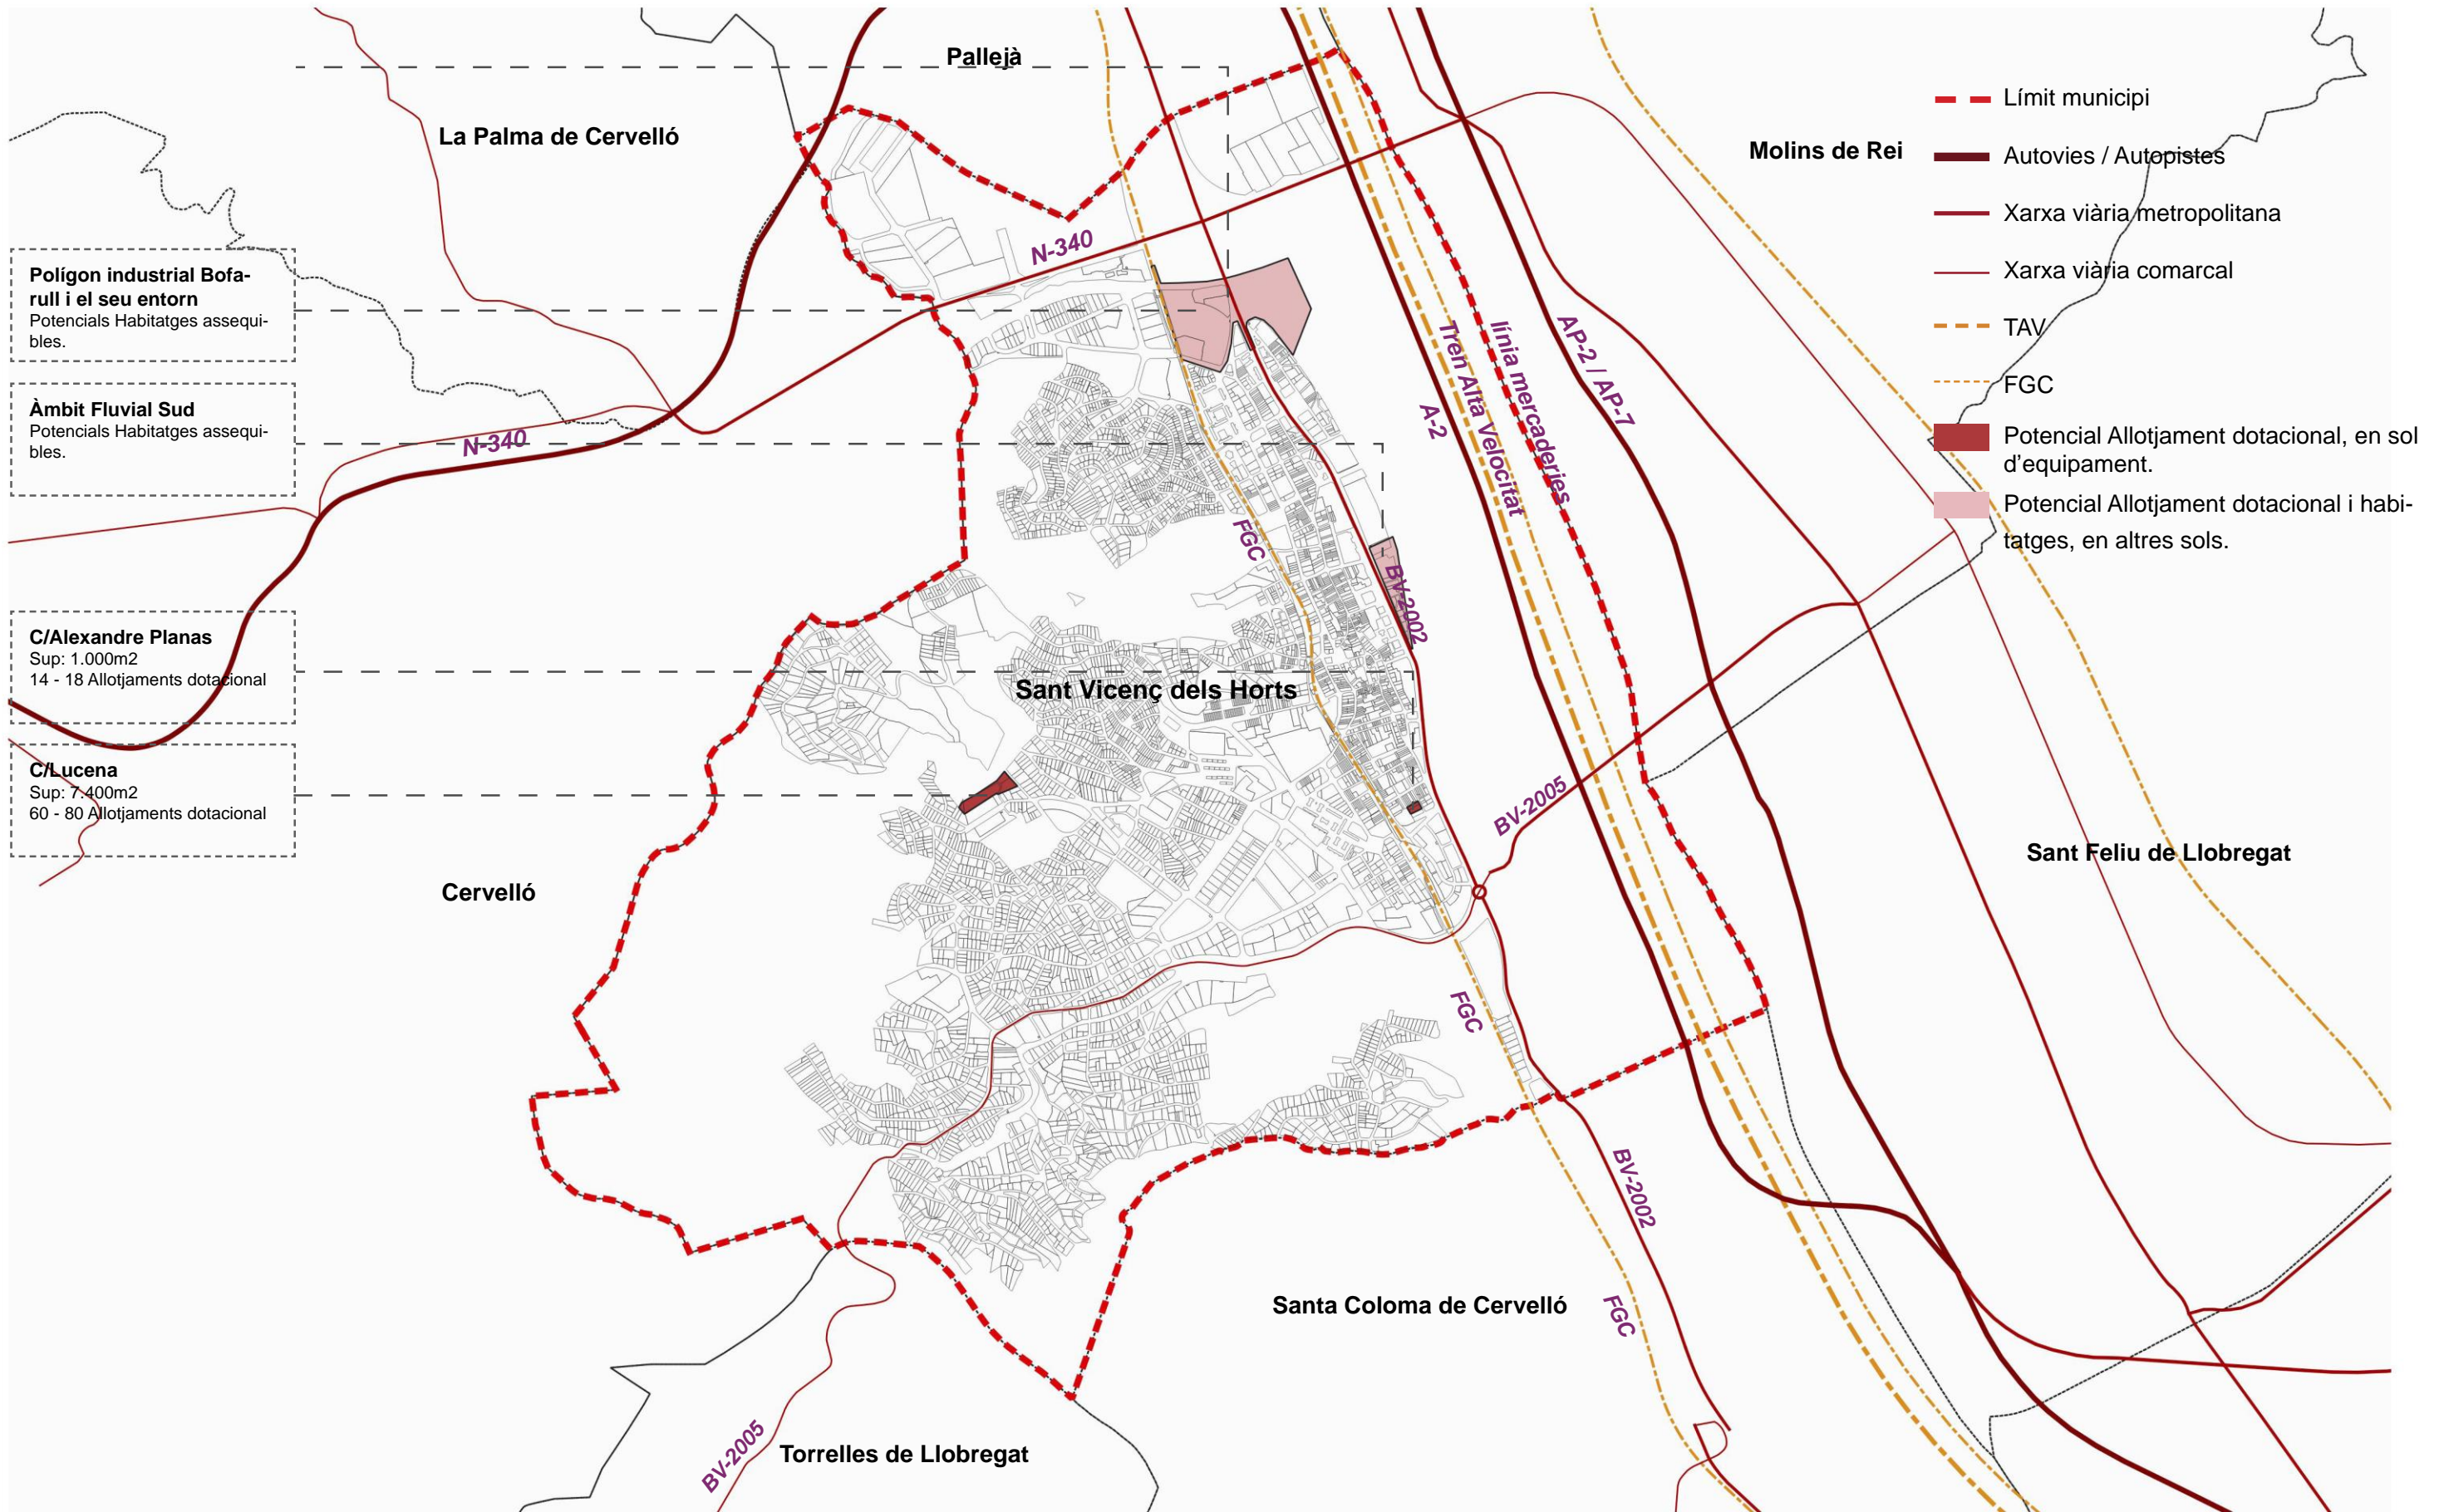 Pallejà
La Palma de Cervelló
Molins de Rei
Límit municipi
Autovies / Autopistes
Xarxa viària metropolitana
Xarxa viària comarcal
TAV
FGC
Potencial Allotjament dotacional, en sol
d’equipament.
Potencial Allotjament dotacional i habi-
tatges, en altres sols.
Polígon industrial Bofa-
rull i el seu entorn
Potencials Habitatges assequi-
bles.
Àmbit Fluvial Sud
Potencials Habitatges assequi-
bles.
C/Alexandre Planas
Sup: 1.000m2
14 - 18 Allotjaments dotacional
C/Lucena
Sup: 7.400m2
60 - 80 Allotjaments dotacional
N-340
N-340
A-2
Tren Alta Velocitat
línia mercaderies
AP-2 / AP-7
FGC
BV-2002
Sant Vicenç dels Horts
BV-2005
Sant Feliu de Llobregat
Cervelló
FGC
BV-2002
Santa Coloma de Cervelló
FGC
BV-2005
Torrelles de Llobregat